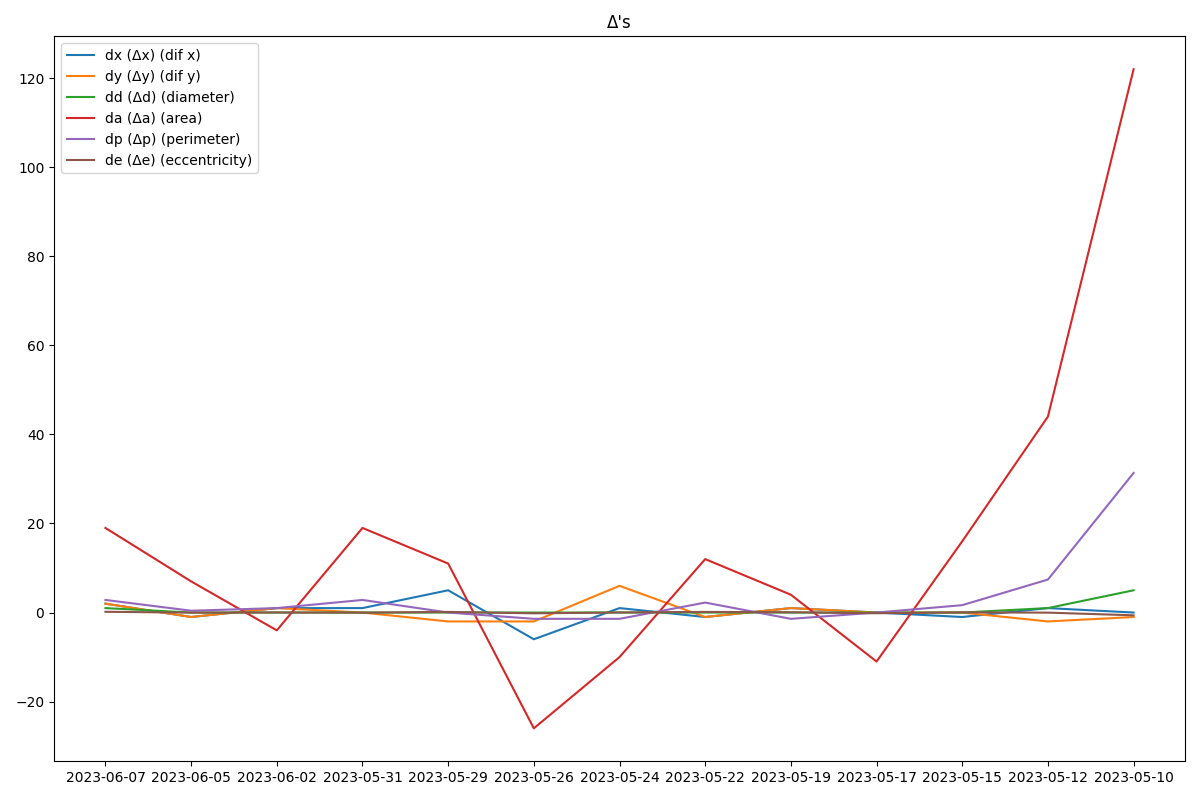 Δ's
dx (Δx) (dif x)
dy (Δy) (dif y)
dd (Δd) (diameter)
da (Δa) (area)
dp (Δp) (perimeter)
de (Δe) (eccentricity)
120
100
80
60
40
20
0
−20
2023-06-07 2023-06-05 2023-06-02 2023-05-31 2023-05-29 2023-05-26 2023-05-24 2023-05-22 2023-05-19 2023-05-17 2023-05-15 2023-05-12 2023-05-10